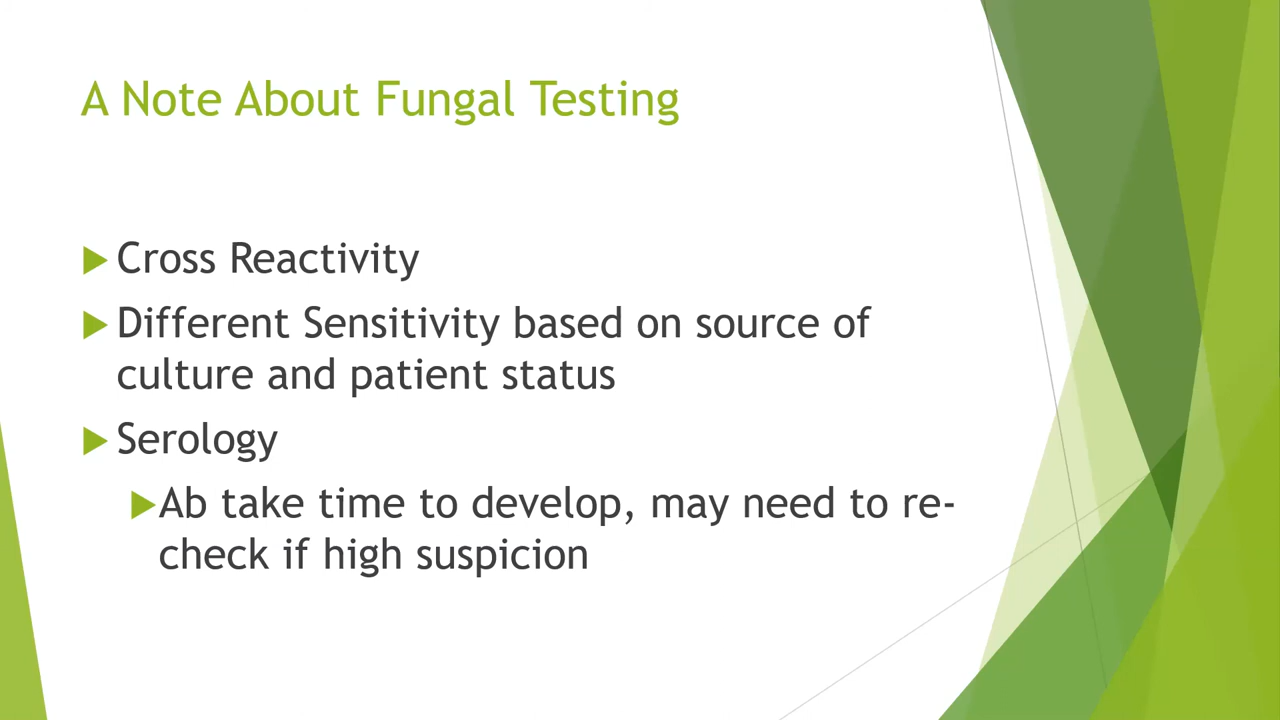 A Note About Fungal Testing
Cross Reactivity
Different Sensitivity based on source of
culture and patient status
Serology
Ab take time to develop, may need to re-
check if high suspicion